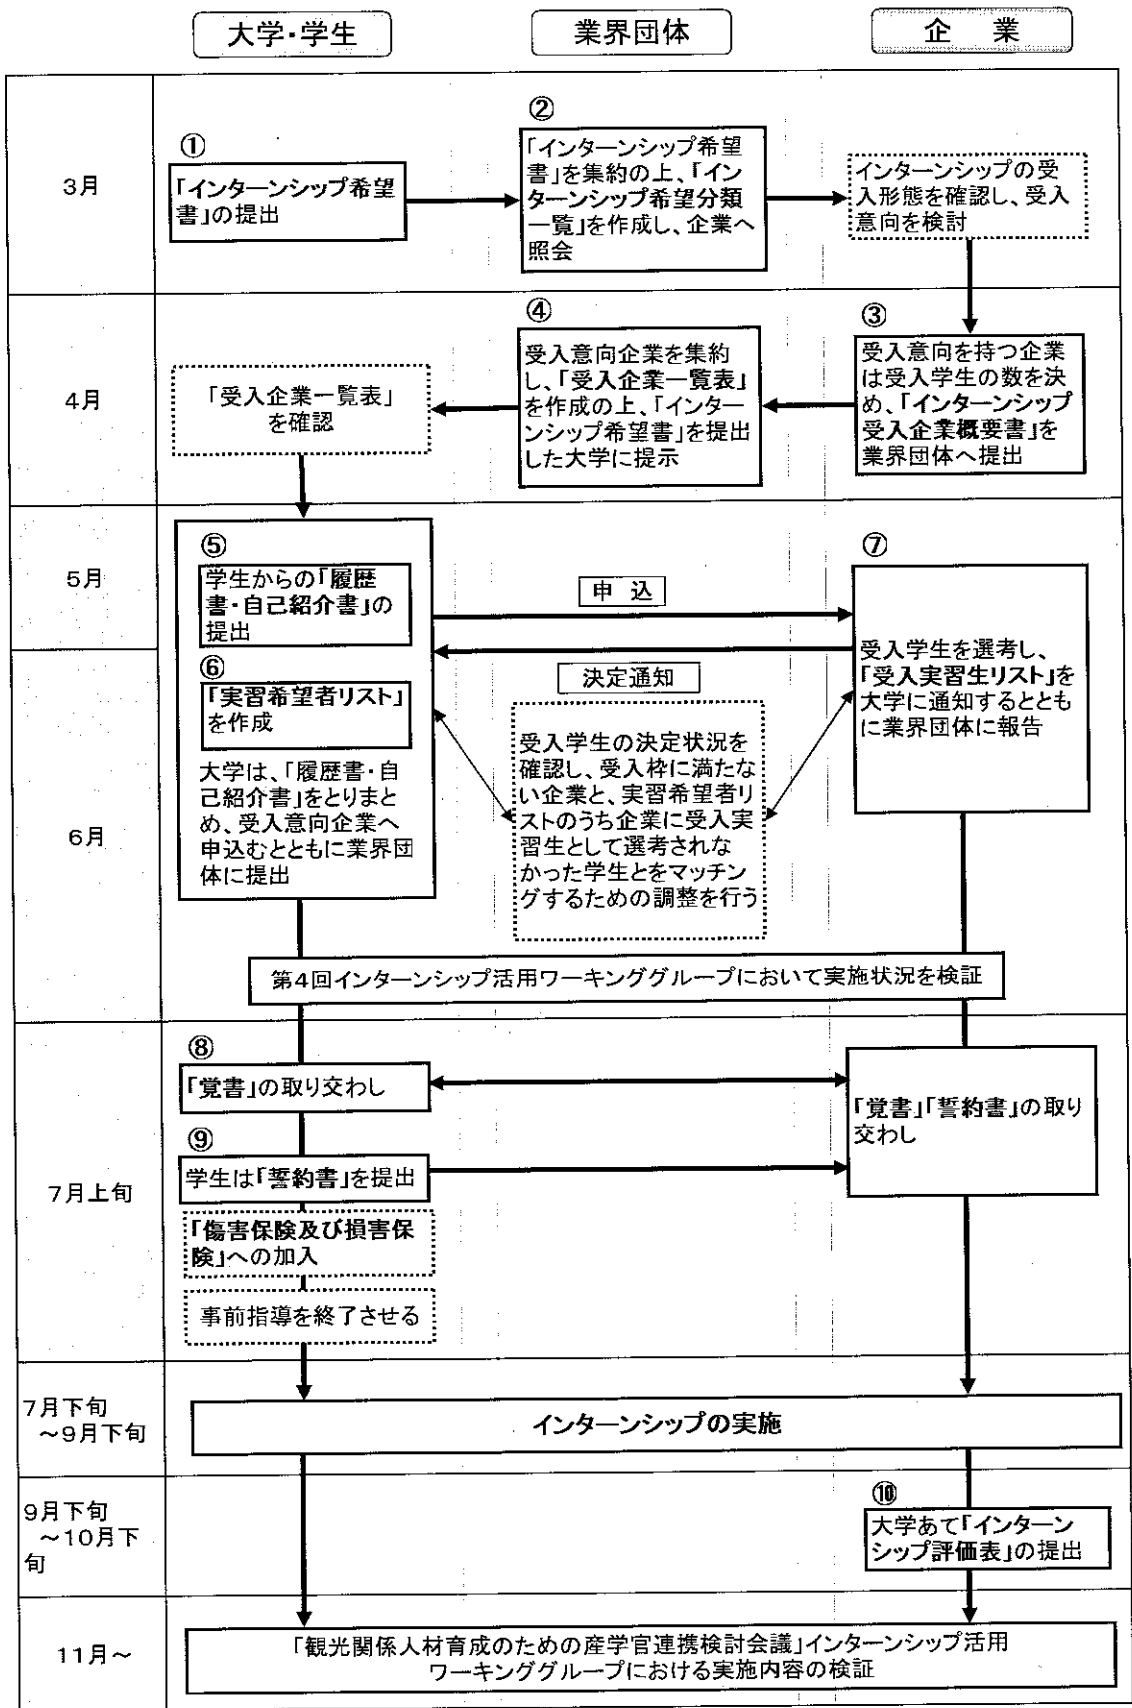 大学・学生
業界団体
企　業
3月
①
「インターンシップ希望
書」の提出
②
「インターンシップ希望
書」を集約の上、「イン
ターンシップ希望分類
一覧」を作成し、企業へ
照会
インターンシップの受
入形態を確認し、受入
意向を検討
4月
③
受入意向を持つ企業
は受入学生の数を決
め、「インターンシップ
受入企業概要書」を
業界団体へ提出
④
受入意向企業を集約
し、「受入企業一覧表」
を作成の上、「インター
ンシップ希望書」を提出
した大学に提示
「受入企業一覧表」
を確認
5月
⑤
学生からの「履歴
書・自己紹介書」の
提出
申　込
⑦
受入学生を選考し、
「受入実習生リスト」を
大学に通知するととも
に業界団体に報告
決定通知
6月
⑥
「実習希望者リスト」
を作成
大学は、「履歴書・自
己紹介書」をとりまと
め、受入意向企業へ
申込むとともに業界団
体に提出
受入学生の決定状況を
確認し、受入枠に満たな
い企業と、実習希望者リ
ストのうち企業に受入実
習生として選考されな
かった学生とをマッチン
グするための調整を行う
第4回インターンシップ活用ワーキンググループにおいて実施状況を検証
7月上旬
⑧
「覚書」の取り交わし
「覚書」「誓約書」の取り
交わし
⑨
学生は「誓約書」を提出
「傷害保険及び損害保
険」への加入
事前指導を終了させる
7月下旬
～9月下旬
インターンシップの実施
9月下旬
～10月下
旬
⑩
大学あて「インターン
シップ評価表」の提出
11月～
「観光関係人材育成のための産学官連携検討会議」インターンシップ活用
ワーキンググループにおける実施内容の検証